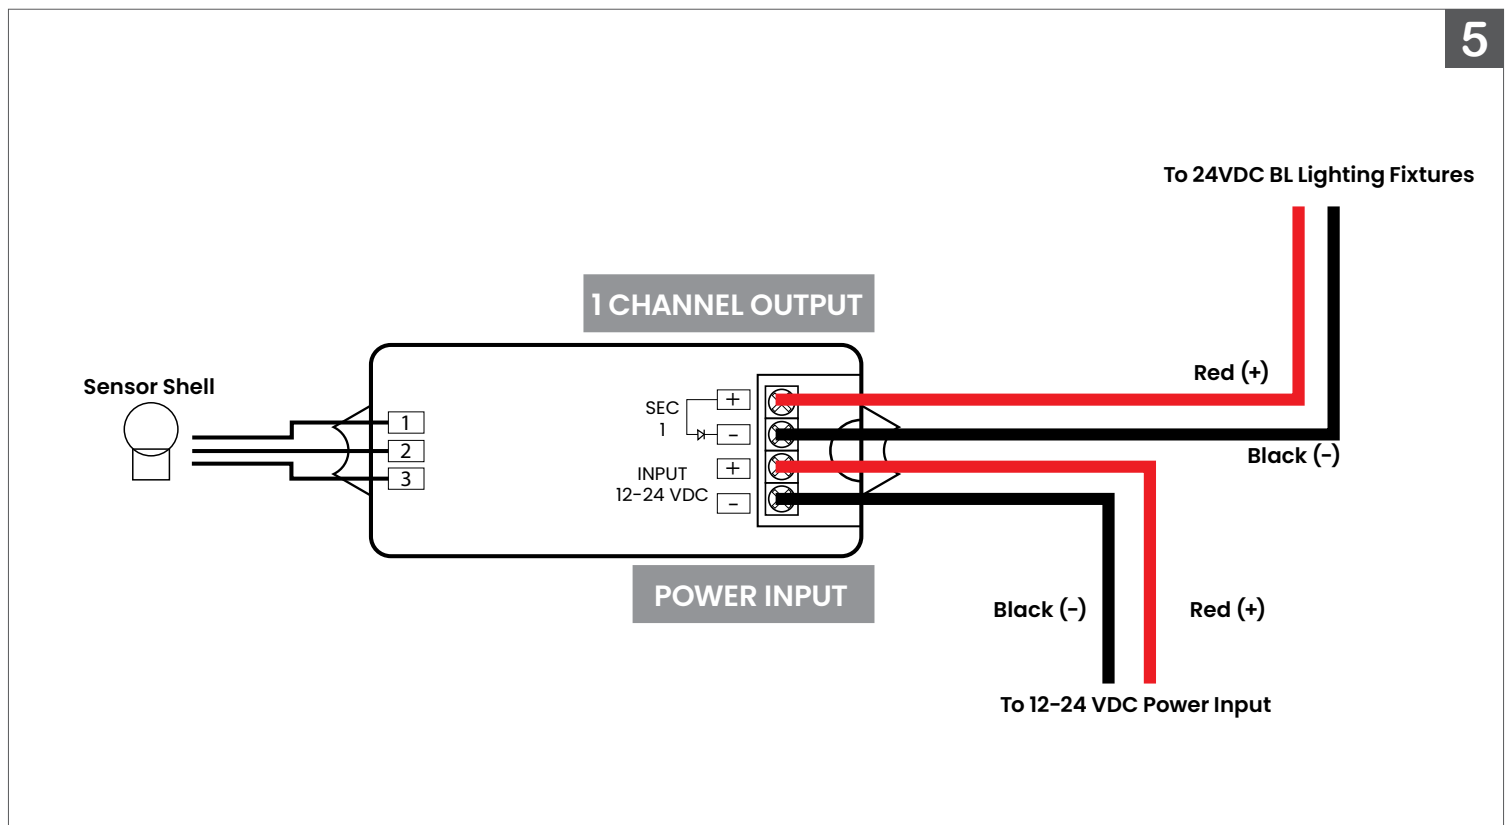 5
To 24VDC BL Lighting Fixtures
1 CHANNEL OUTPUT
Red (+)
Sensor Shell
1
2
3
SEC
1
+
-
Black (-)
INPUT
12-24 VDC
+
-
POWER INPUT
Black (-)
Red (+)
To 12-24 VDC Power Input